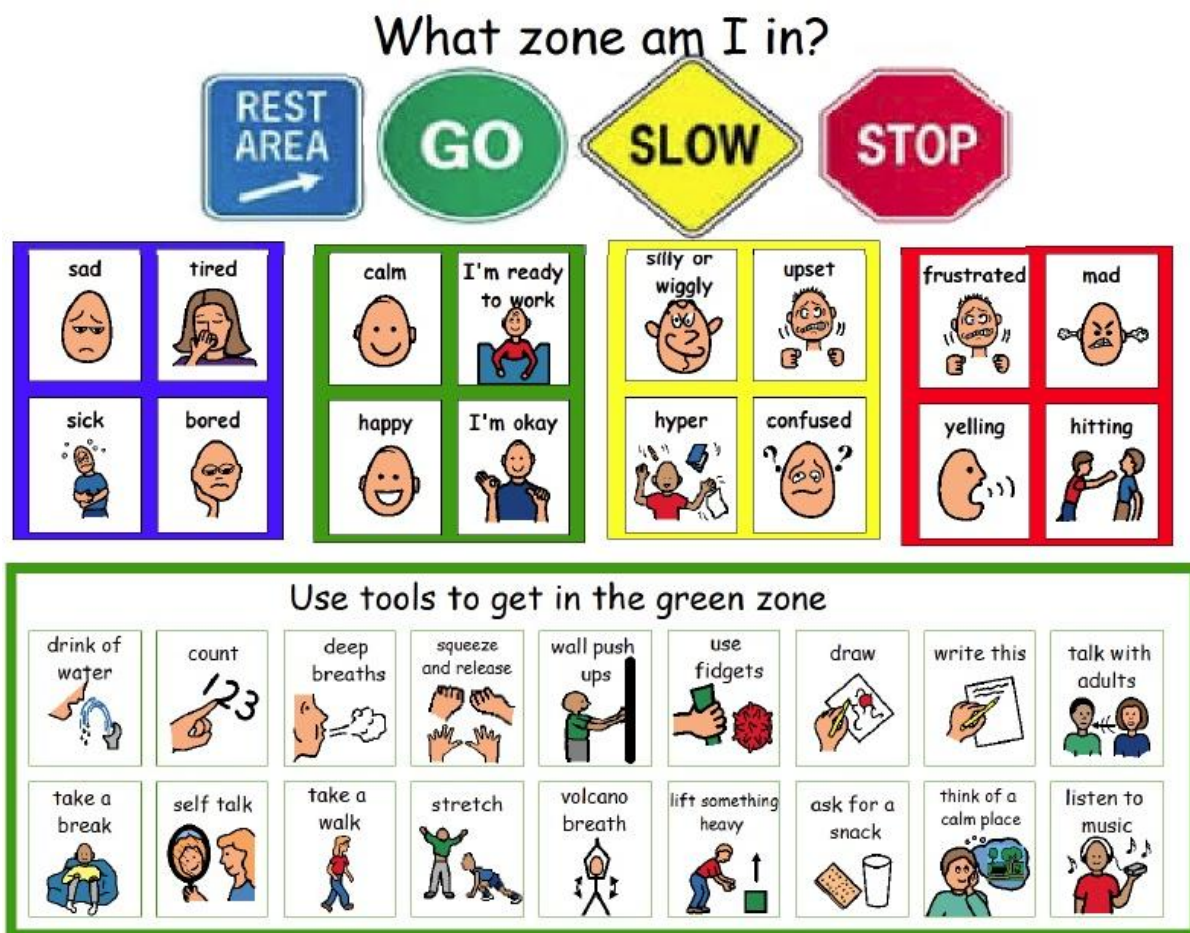 What zone am I in?
REST
AREA
GO
SLOW
STOP
sad
tired
sick
bored
calm
I'm ready
to work
happy
I'm okay
silly or
wiggly
upset
hyper
confused
? ?
frustrated
mad
yelling
hitting
Use tools to get in the green zone
drink of
water
count
123
deep
breaths
squeeze
and release
wall push
ups
use
fidgets
draw
write this
talk with
adults
take a
break
self talk
take a
walk
stretch
volcano
breath
lift something
heavy
ask for a
snack
think of a
calm place
listen to
music